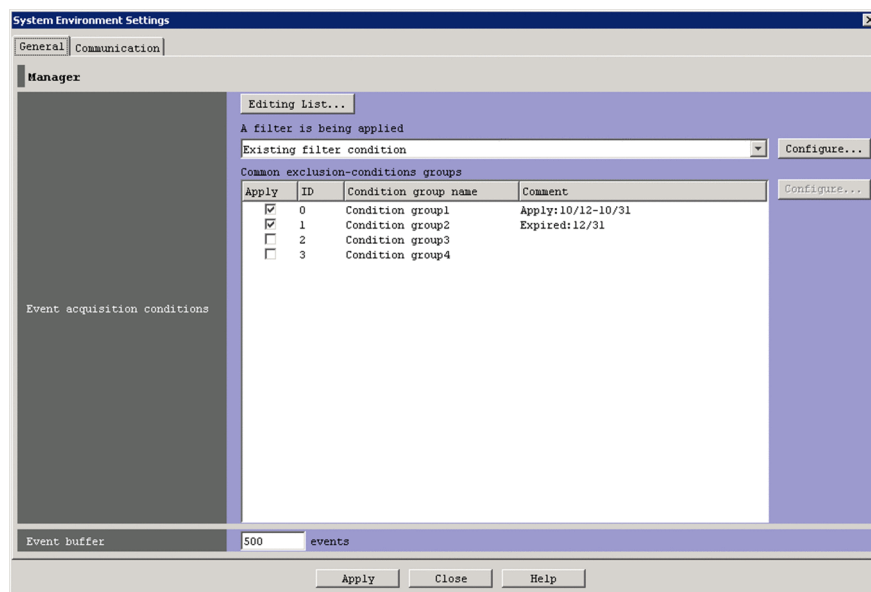 System Environment Settings
General Communication
Manager
Editing List...
A filter is being applied
Existing filter condition Configure...
Common exclusion-conditions groups
Apply ID Condition group name Comment Configure...
0 Condition group1 Apply:10/12-10/31
1 Condition group2 Expired:12/31
2 Condition group3
3 Condition group4
Event acquisition conditions
Event buffer 500 events
Apply Close Help